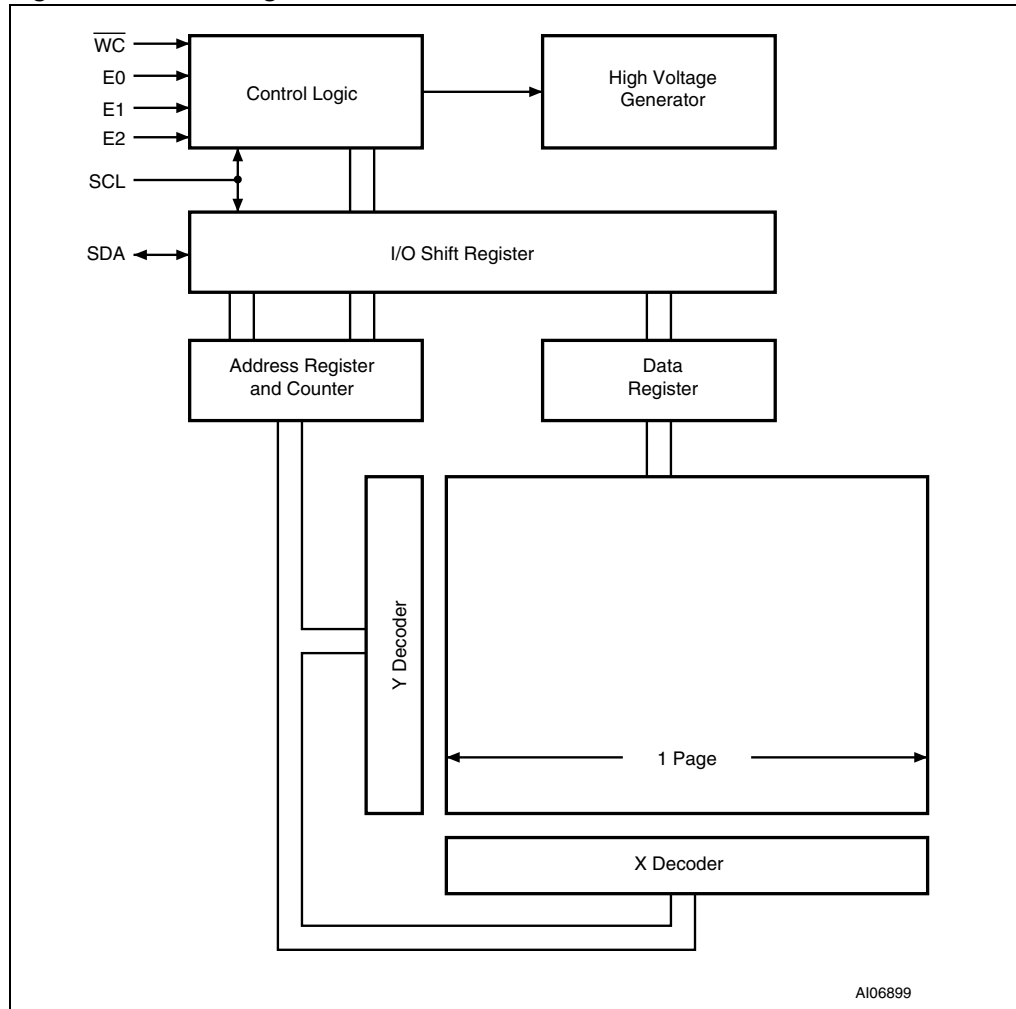 WC
E0
E1
E2
SCL
SDA
Control Logic
High Voltage
Generator
I/O Shift Register
Address Register
and Counter
Data
Register
Y Decoder
1 Page
X Decoder
AI06899